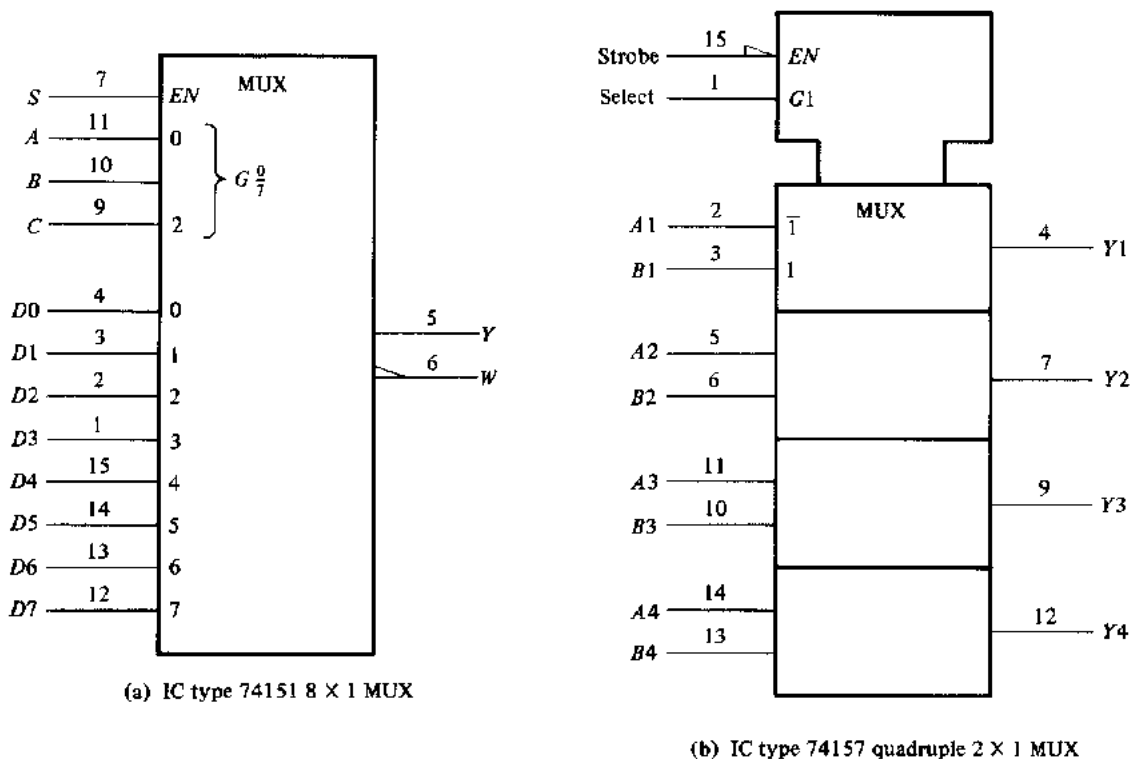 MUX
S 7 EN
A 11 0
B 10
G 0/7
C 9 2
D0 4 0
D1 3 1
D2 2 2
D3 1 3
D4 15 4
D5 14 5
D6 13 6
D7 12 7
5 Y
6 W
(a) IC type 74151 8 × 1 MUX
Strobe 15 EN
Select 1 G1
MUX
A1 2 1̅
B1 3 1
4 Y1
A2 5
B2 6
7 Y2
A3 11
B3 10
9 Y3
A4 14
B4 13
12 Y4
(b) IC type 74157 quadruple 2 × 1 MUX